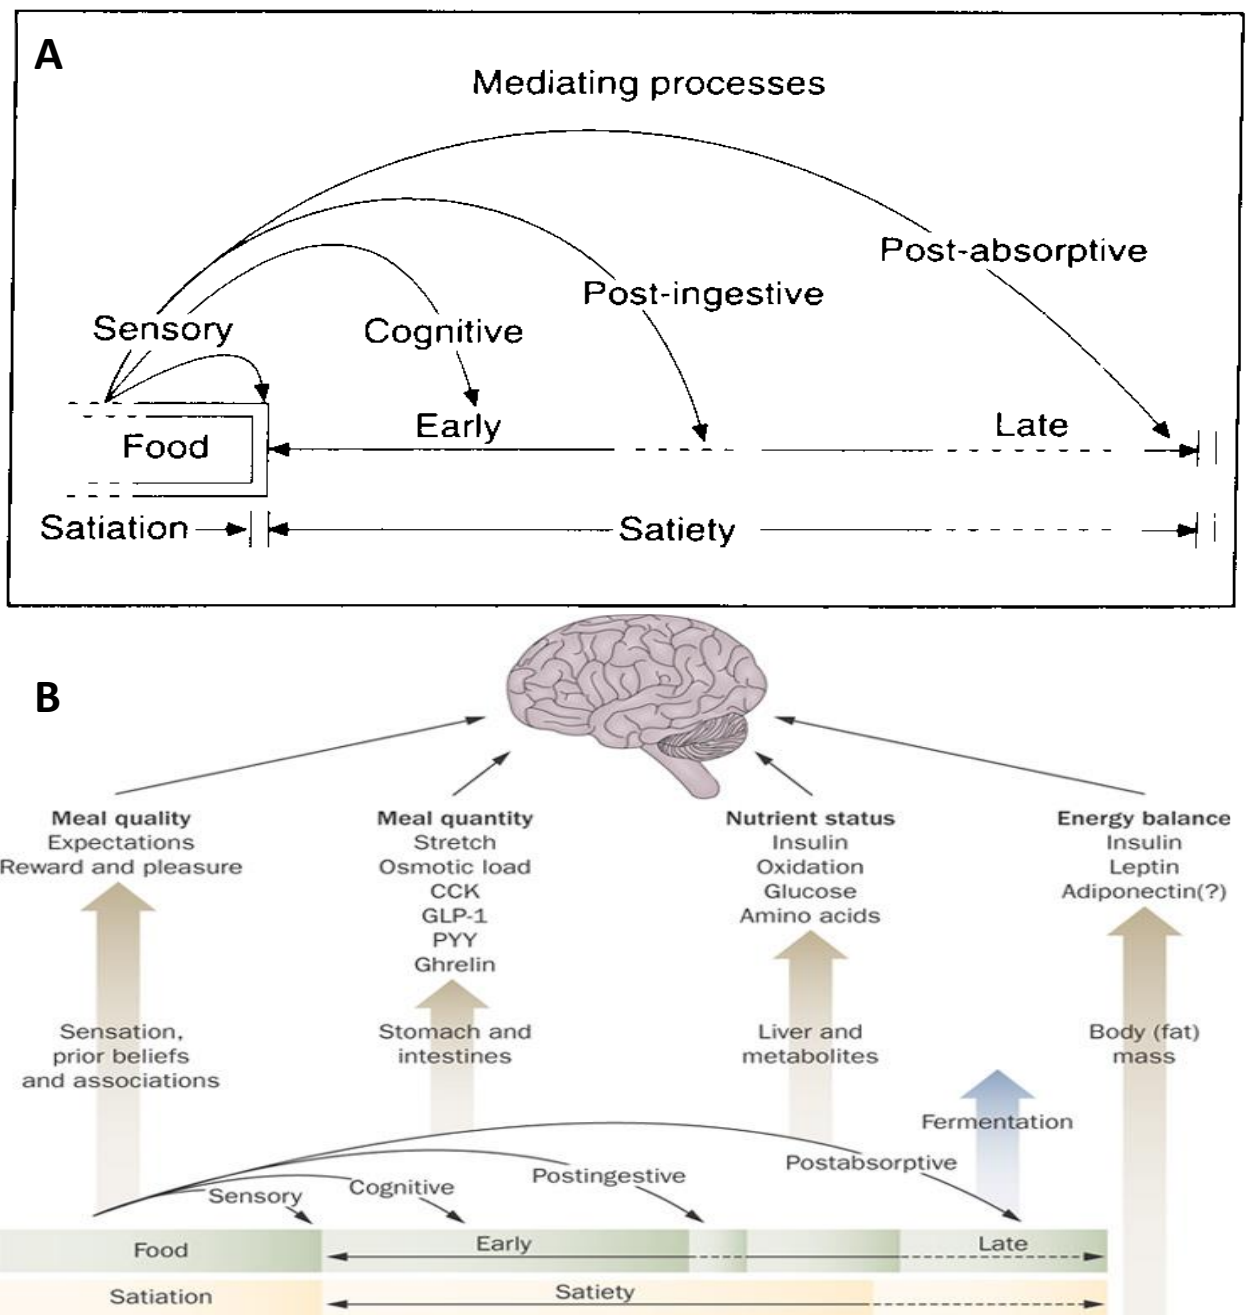 A
Mediating processes
Post-absorptive
Post-ingestive
Sensory
Cognitive
Early
Late
Food
Satiation
Satiety
B
Meal quality
Expectations
Reward and pleasure
Meal quantity
Stretch
Osmotic load
CCK
GLP-1
PYY
Ghrelin
Nutrient status
Insulin
Oxidation
Glucose
Amino acids
Energy balance
Insulin
Leptin
Adiponectin(?)
Sensation,
prior beliefs
and associations
Stomach and
intestines
Liver and
metabolites
Body (fat)
mass
Fermentation
Sensory
Cognitive
Postingestive
Postabsorptive
Food
Early
Late
Satiation
Satiety